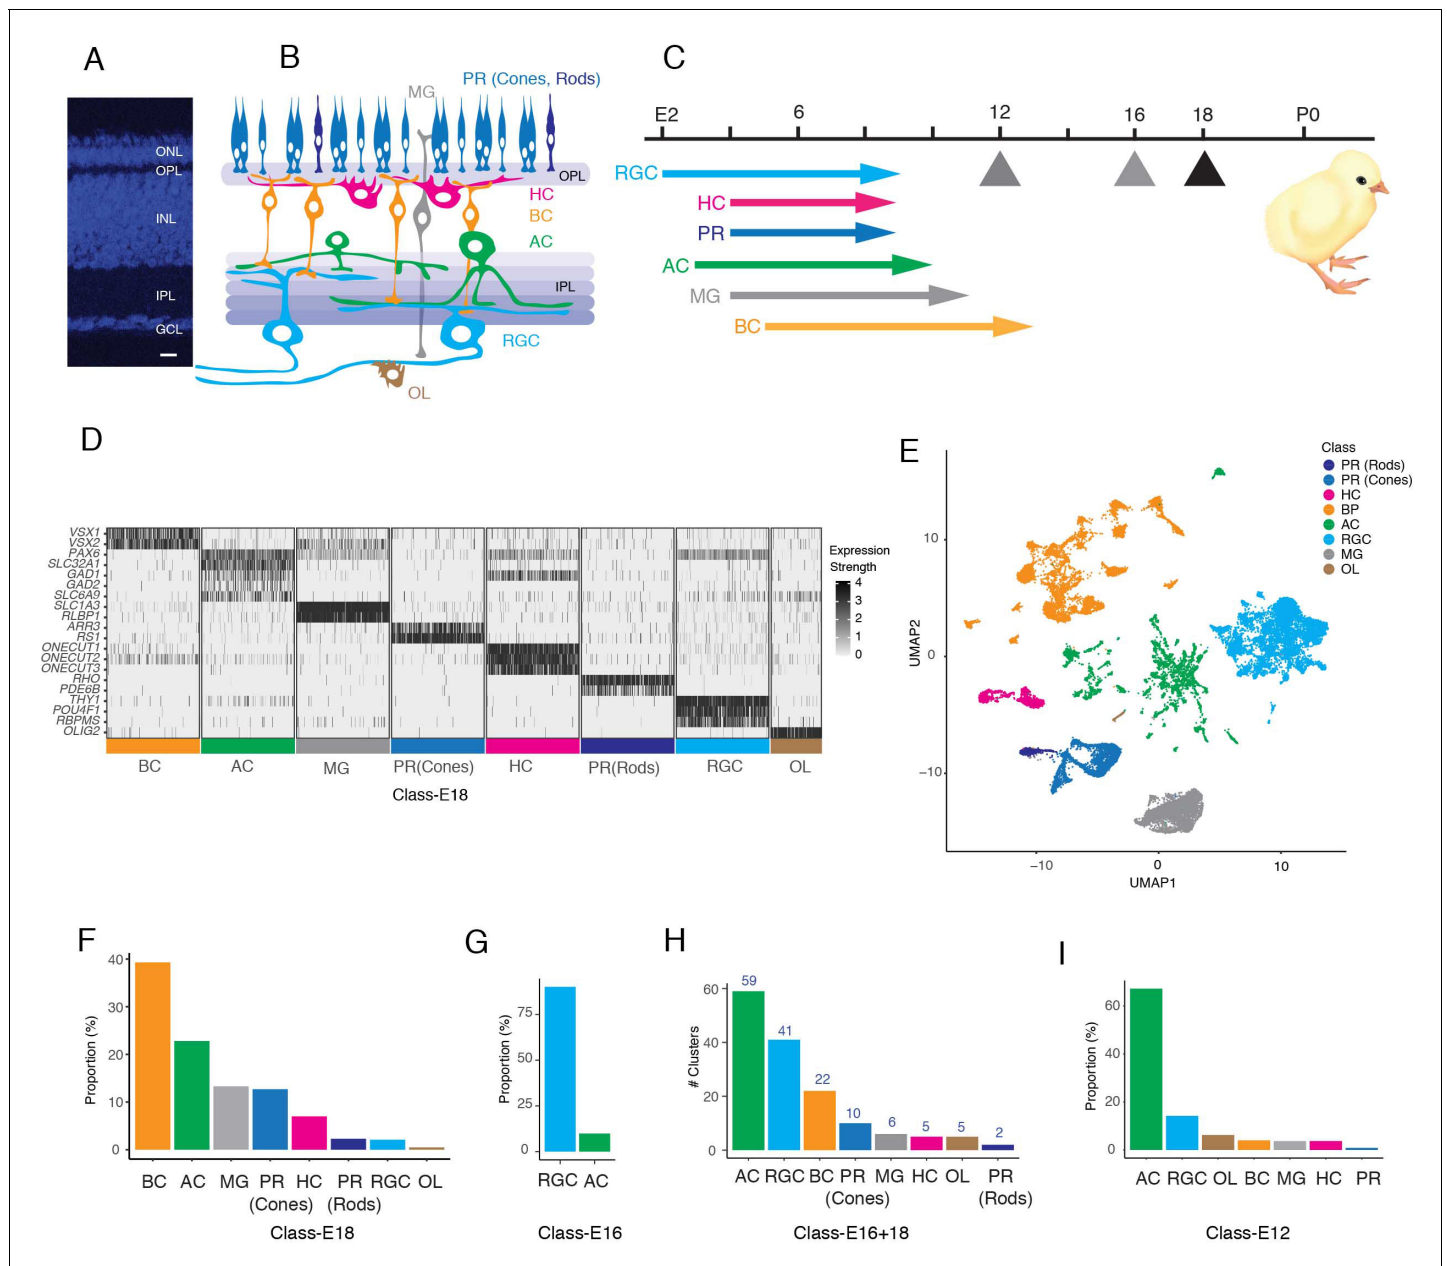 A
ONL
OPL
INL
IPL
GCL
B
PR (Cones, Rods)
MG
OPL
HC
BC
AC
IPL
RGC
OL
C
E2 6 12 16 18 P0
RGC
HC
PR
AC
MG
BC
D
VSX1
VSX2
PAX6
SLC32A1
GAD1
GAD2
SLC6A9
SLC1A3
RLBP1
ARR3
RS1
ONECUT1
ONECUT2
ONECUT3
RHO
PDE6B
THY1
POU4F1
RBPMS
OLIG2
BC AC MG PR(Cones) HC PR(Rods) RGC OL
Class-E18
Expression
Strength
4
3
2
1
0
E
Class
PR (Rods)
PR (Cones)
HC
BP
AC
RGC
MG
OL
UMAP2
10
0
−10
−10 0 10
UMAP1
F
Proportion (%)
40
30
20
10
0
BC AC MG PR HC PR RGC OL
(Cones) (Rods)
Class-E18
G
Proportion (%)
75
50
25
0
RGC AC
Class-E16
H
# Clusters
60
40
20
0
59
41
22
10
6
5
5
2
AC RGC BC PR MG HC OL PR
(Cones) (Rods)
Class-E16+18
I
Proportion (%)
60
40
20
0
AC RGC OL BC MG HC PR
Class-E12